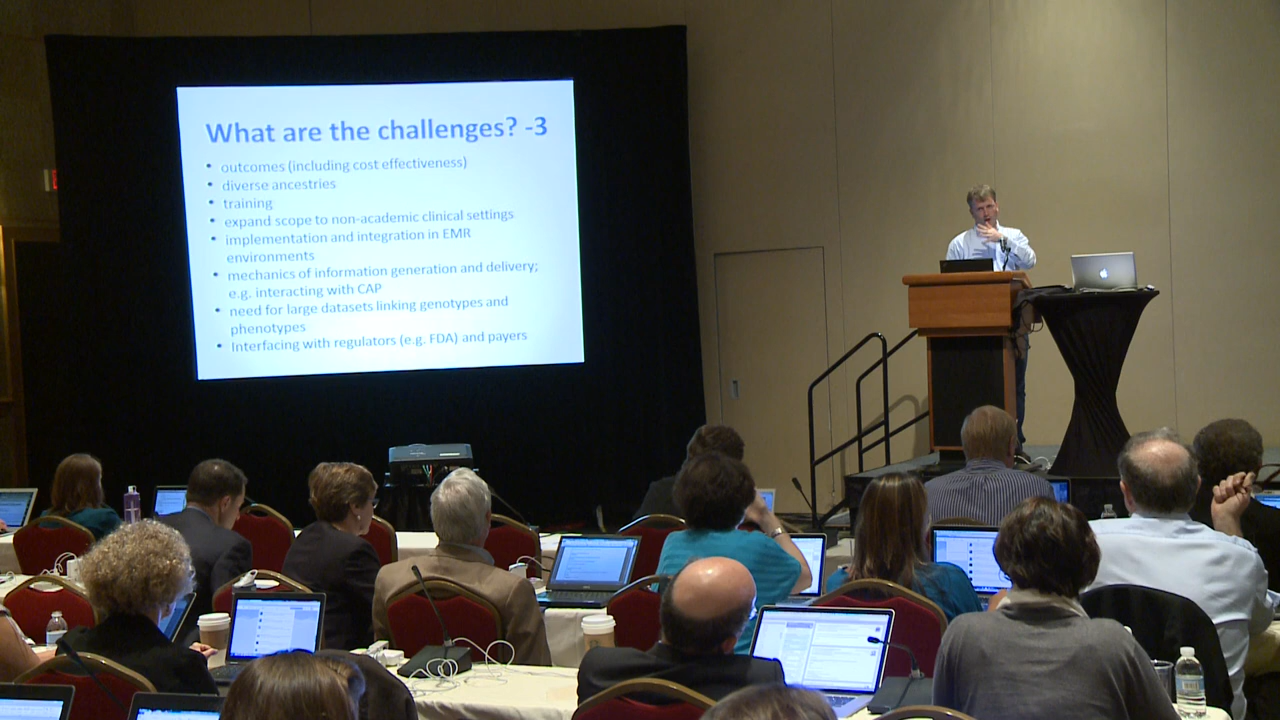 What are the challenges? -3
• outcomes (including cost effectiveness)
• diverse ancestries
• training
• expand scope to non-academic clinical settings
• implementation and integration in EMR
environments
• mechanics of information generation and delivery;
e.g. interacting with CAP
• need for large datasets linking genotypes and
phenotypes
• Interfacing with regulators (e.g. FDA) and payers